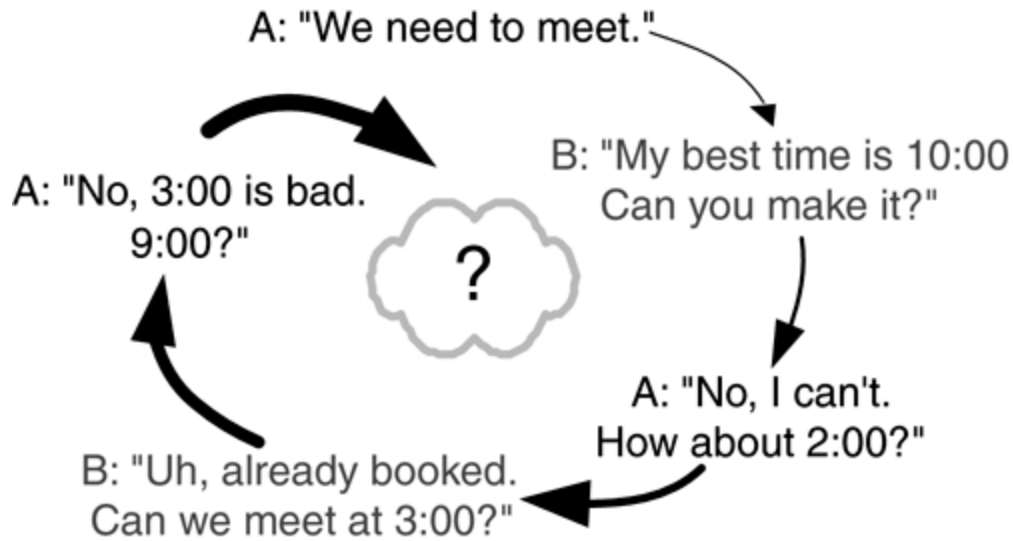 A: "We need to meet."
B: "My best time is 10:00
Can you make it?"
A: "No, I can't.
How about 2:00?"
B: "Uh, already booked.
Can we meet at 3:00?"
A: "No, 3:00 is bad.
9:00?"
?